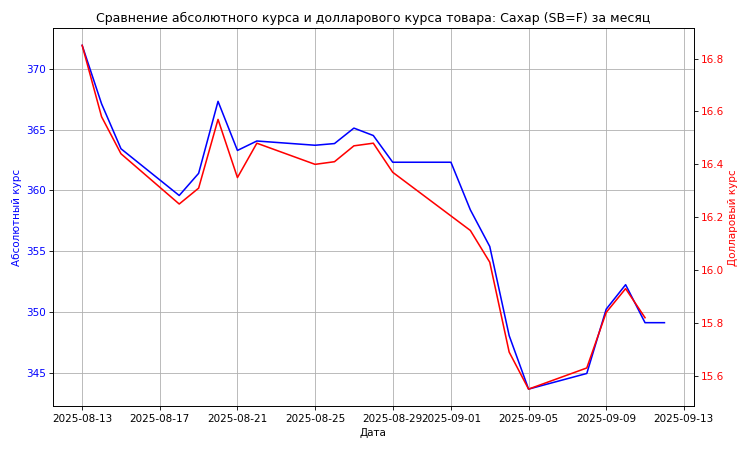 Сравнение абсолютного курса и долларового курса товара: Сахар (SB=F) за месяц
370
365
360
355
350
345
Абсолютный курс
16.8
16.6
16.4
16.2
16.0
15.8
15.6
Долларовый курс
2025-08-13 2025-08-17 2025-08-21 2025-08-25 2025-08-29 2025-09-01 2025-09-05 2025-09-09 2025-09-13
Дата